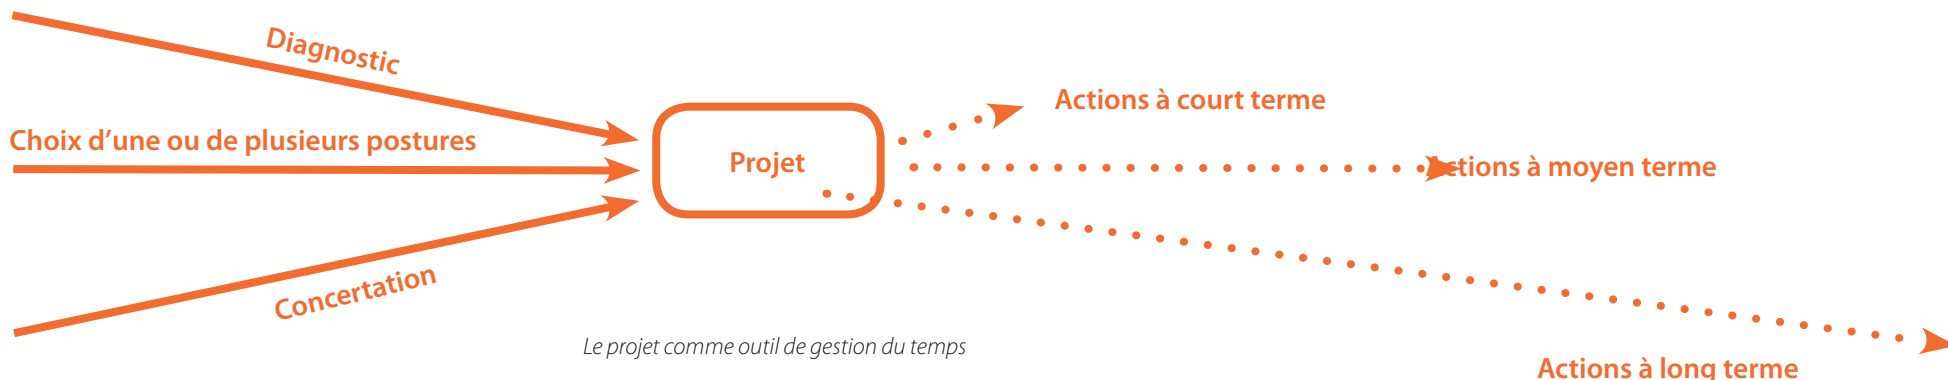 Diagnostic
Actions à court terme
Choix d’une ou de plusieurs postures
Projet
Actions à moyen terme
Concertation
Le projet comme outil de gestion du temps
Actions à long terme